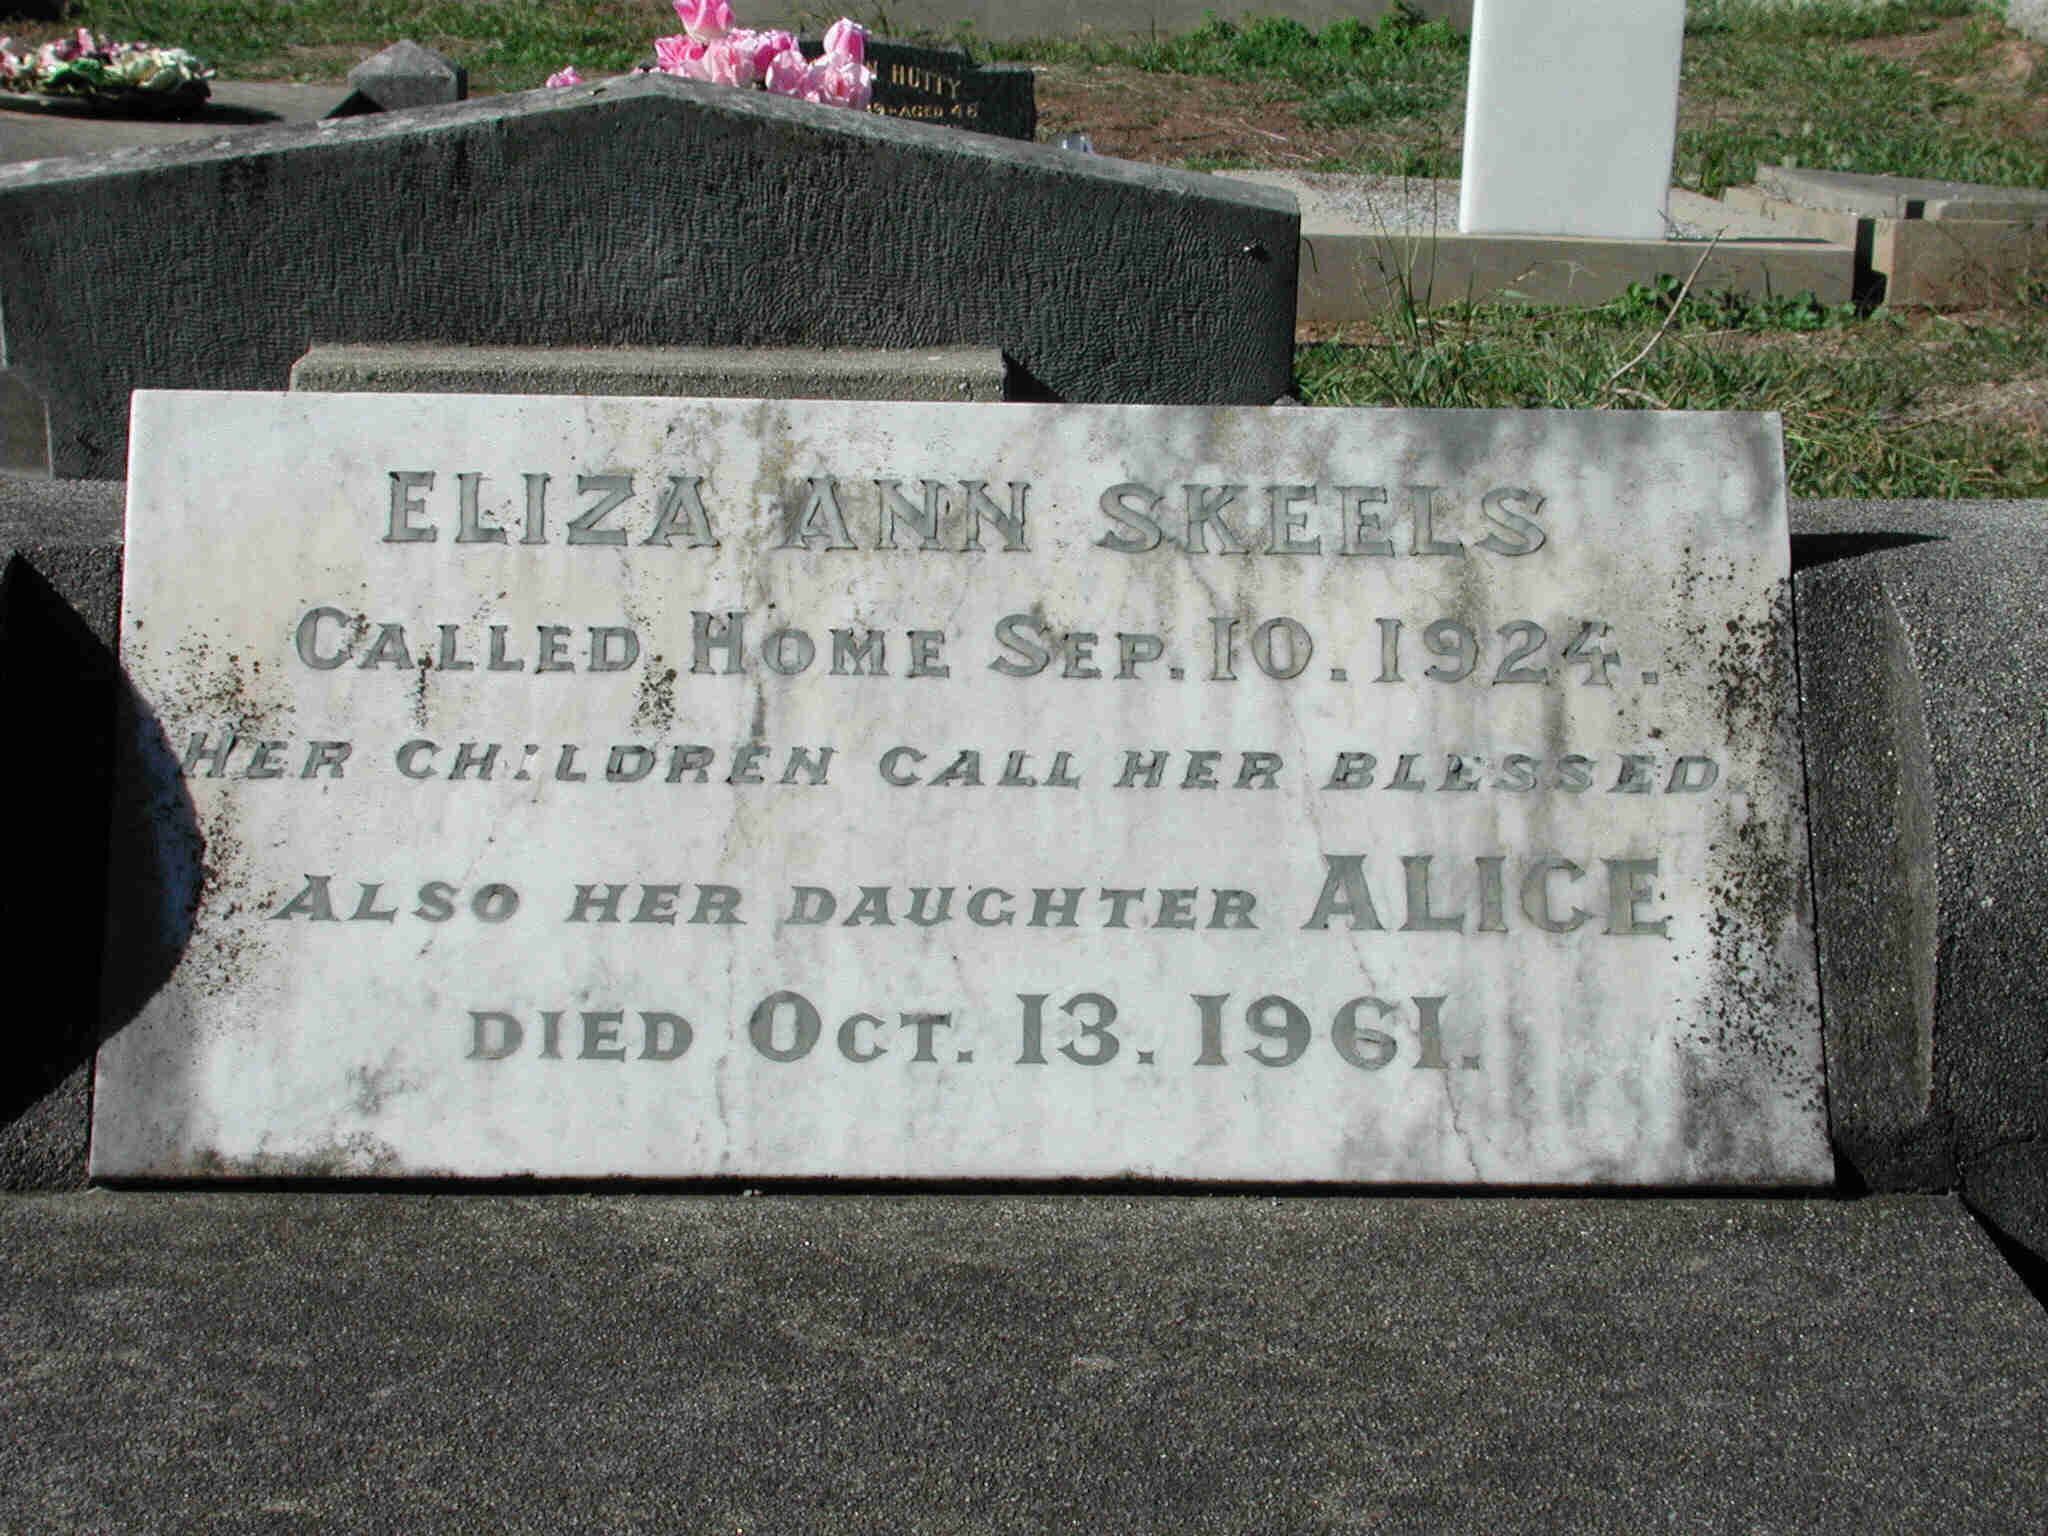 HUTTY
AGED 46
ELIZA ANN SKEELS
CALLED HOME SEP. 10. 1924.
HER CHILDREN CALL HER BLESSED.
ALSO HER DAUGHTER ALICE
DIED OCT. 13. 1961.